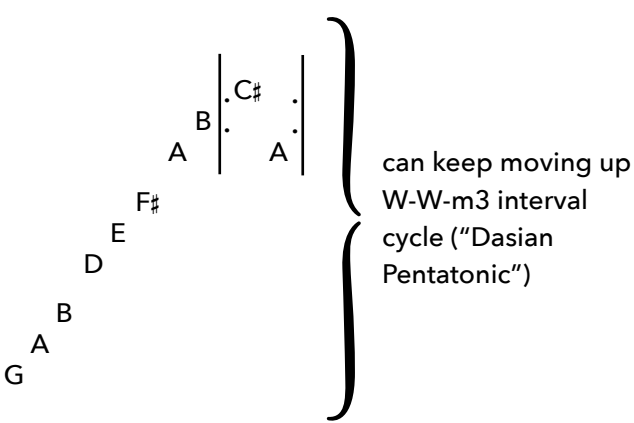 C♯
B
A A
F♯
E
D
B
A
G
can keep moving up
W-W-m3 interval
cycle (“Dasian
Pentatonic”)